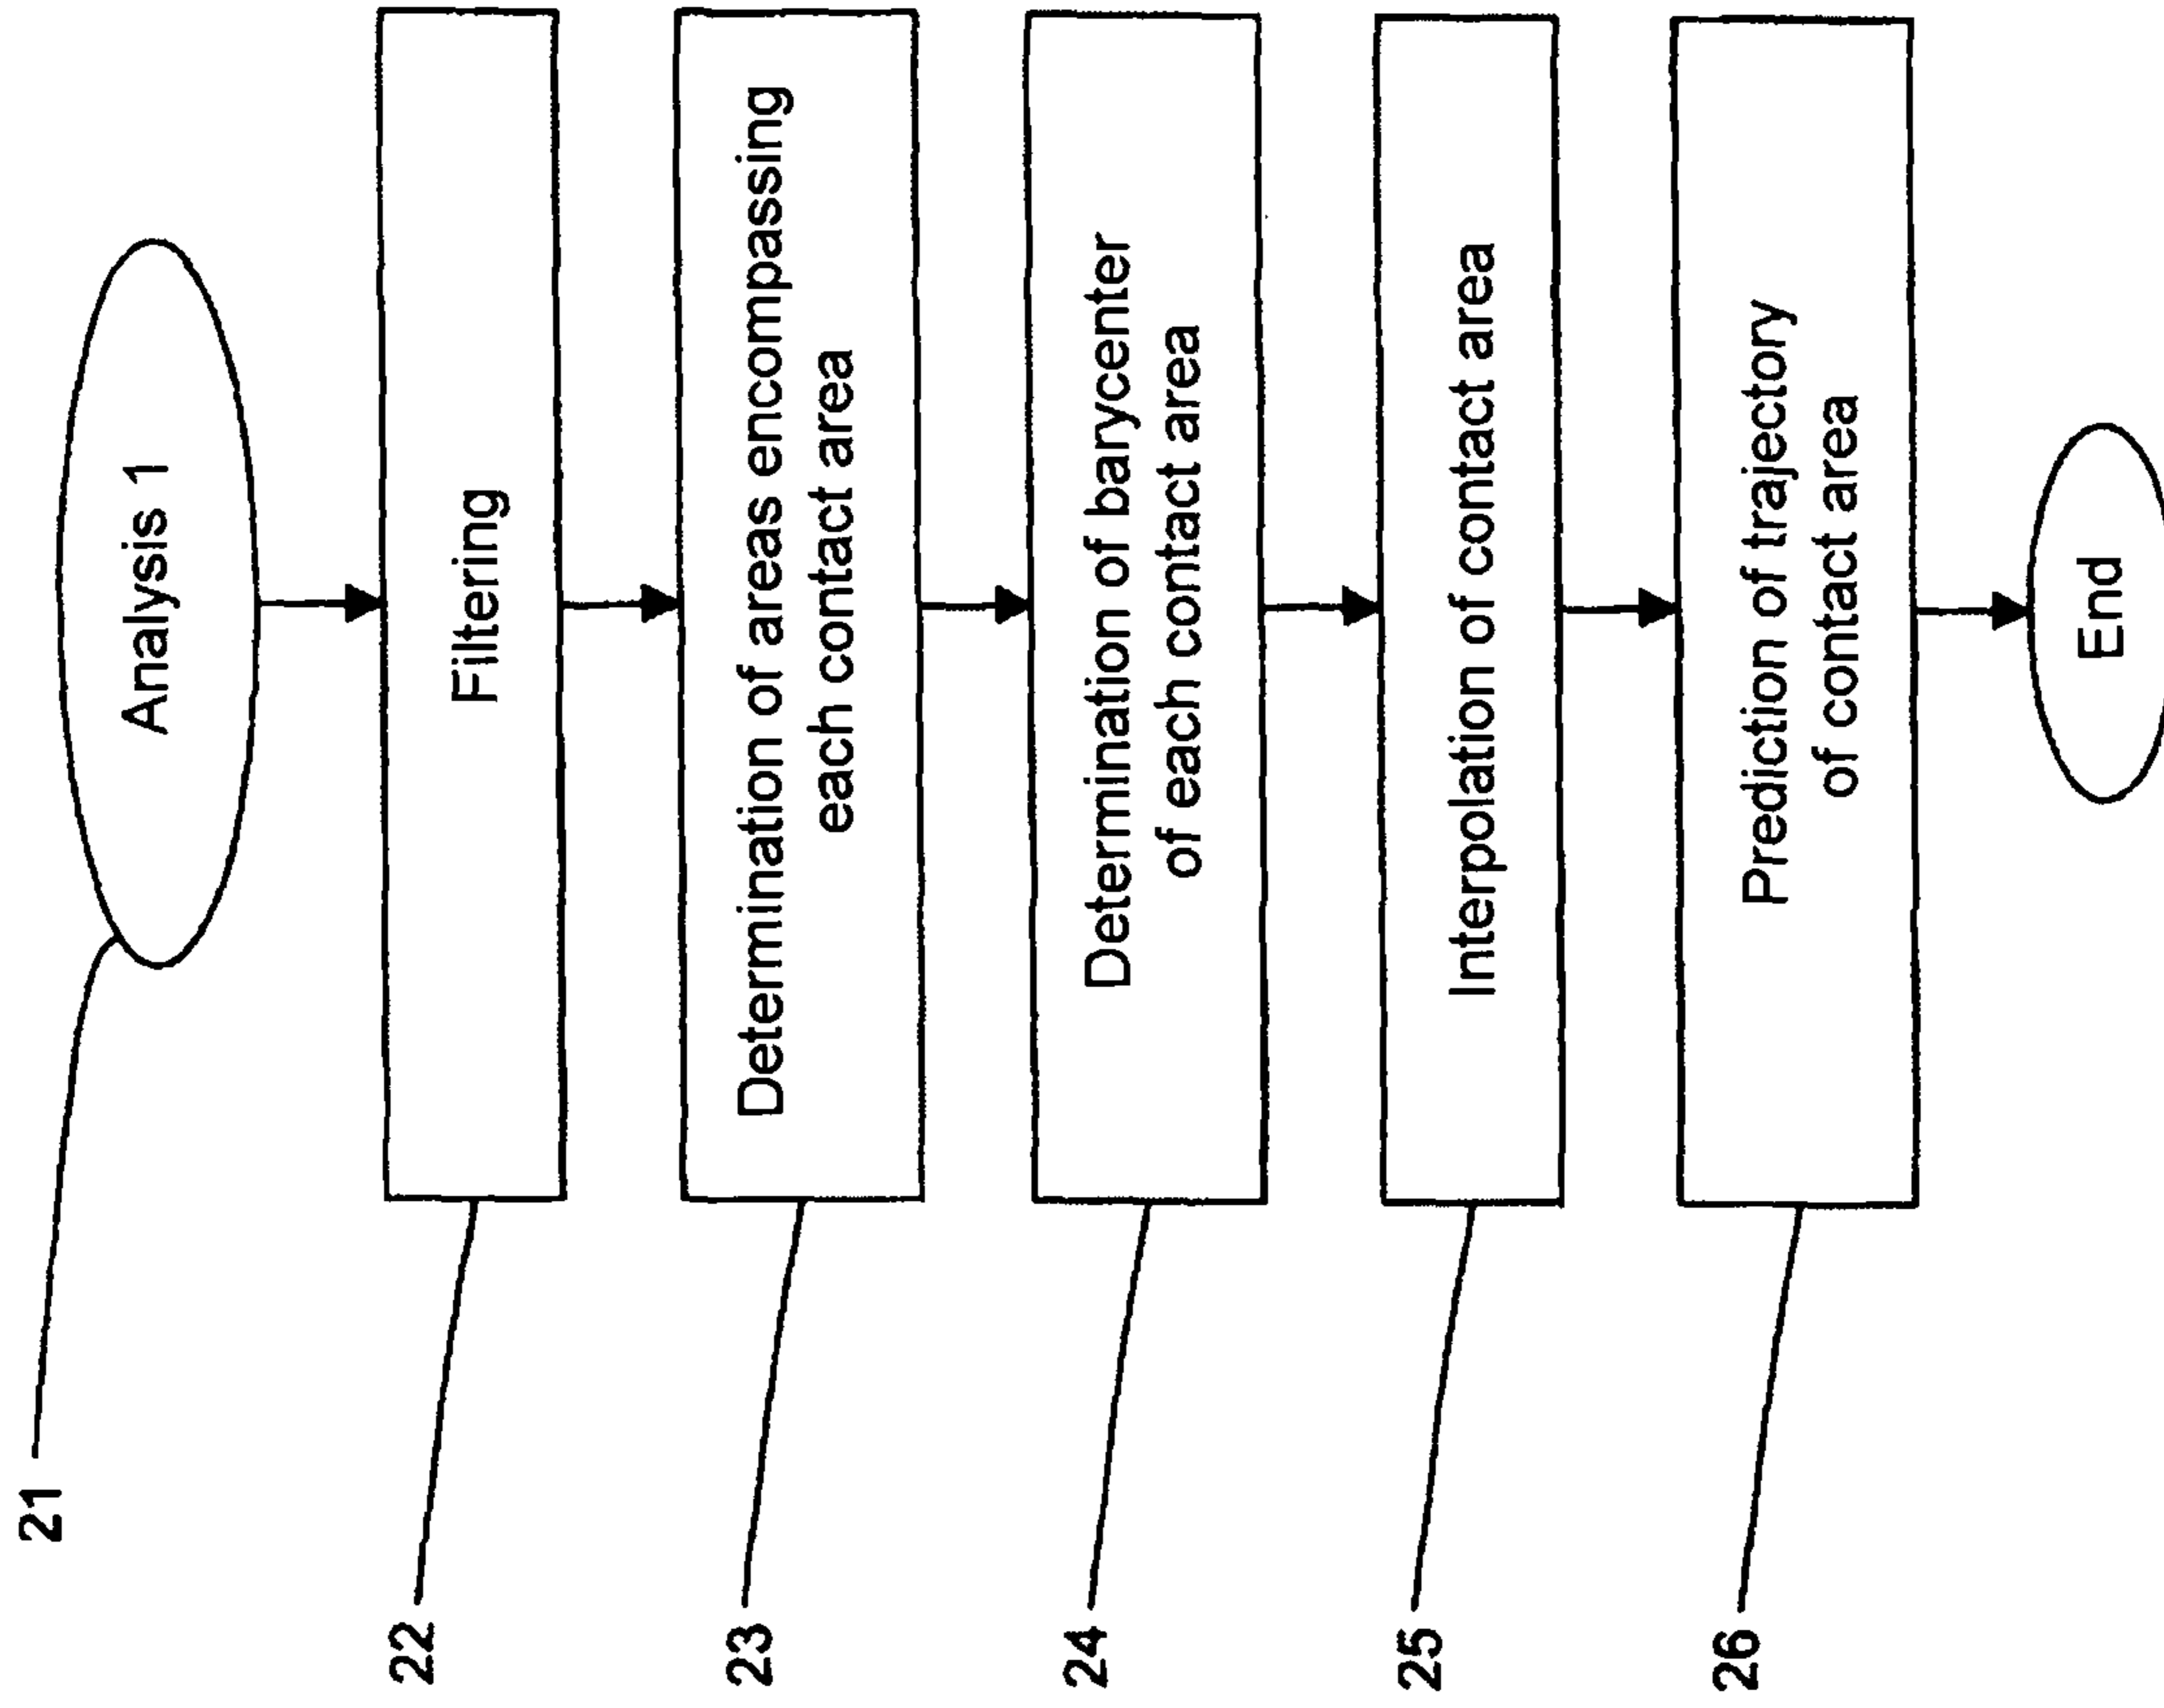 21
Analysis 1
22
Filtering
23
Determination of areas encompassing
each contact area
24
Determination of barycenter
of each contact area
25
Interpolation of contact area
26
Prediction of trajectory
of contact area
End